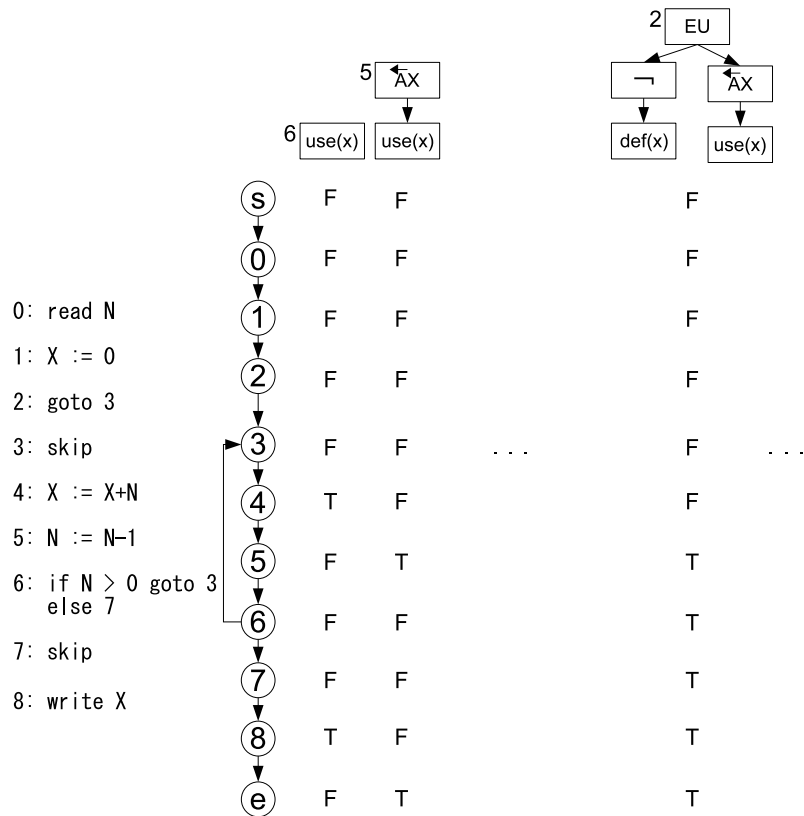 2 EU
5 AX ¬ AX
6 use(x) use(x) def(x) use(x)
s F F F
0 F F F
0: read N
1 F F F
1: X := 0
2 F F F
2: goto 3
3: skip
3 F F . . . F . . .
4: X := X+N
4 T F F
5: N := N-1
5 F T T
6: if N > 0 goto 3
else 7
6 F F T
7: skip
7 F F T
8: write X
8 T F T
e F T T